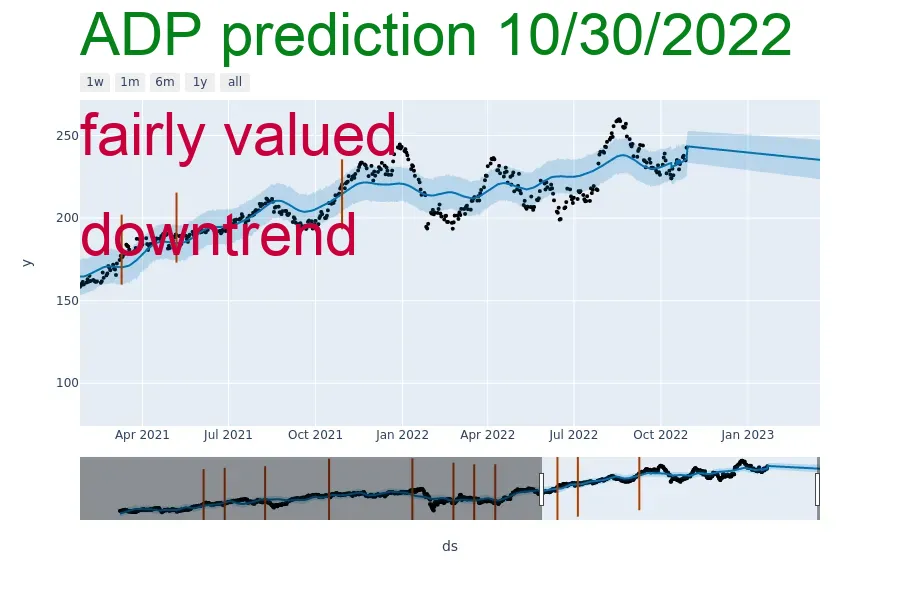 ADP prediction 10/30/2022
1w 1m 6m 1y all
fairly valued
downtrend
250
200
150
100
y
Apr 2021 Jul 2021 Oct 2021 Jan 2022 Apr 2022 Jul 2022 Oct 2022 Jan 2023
ds